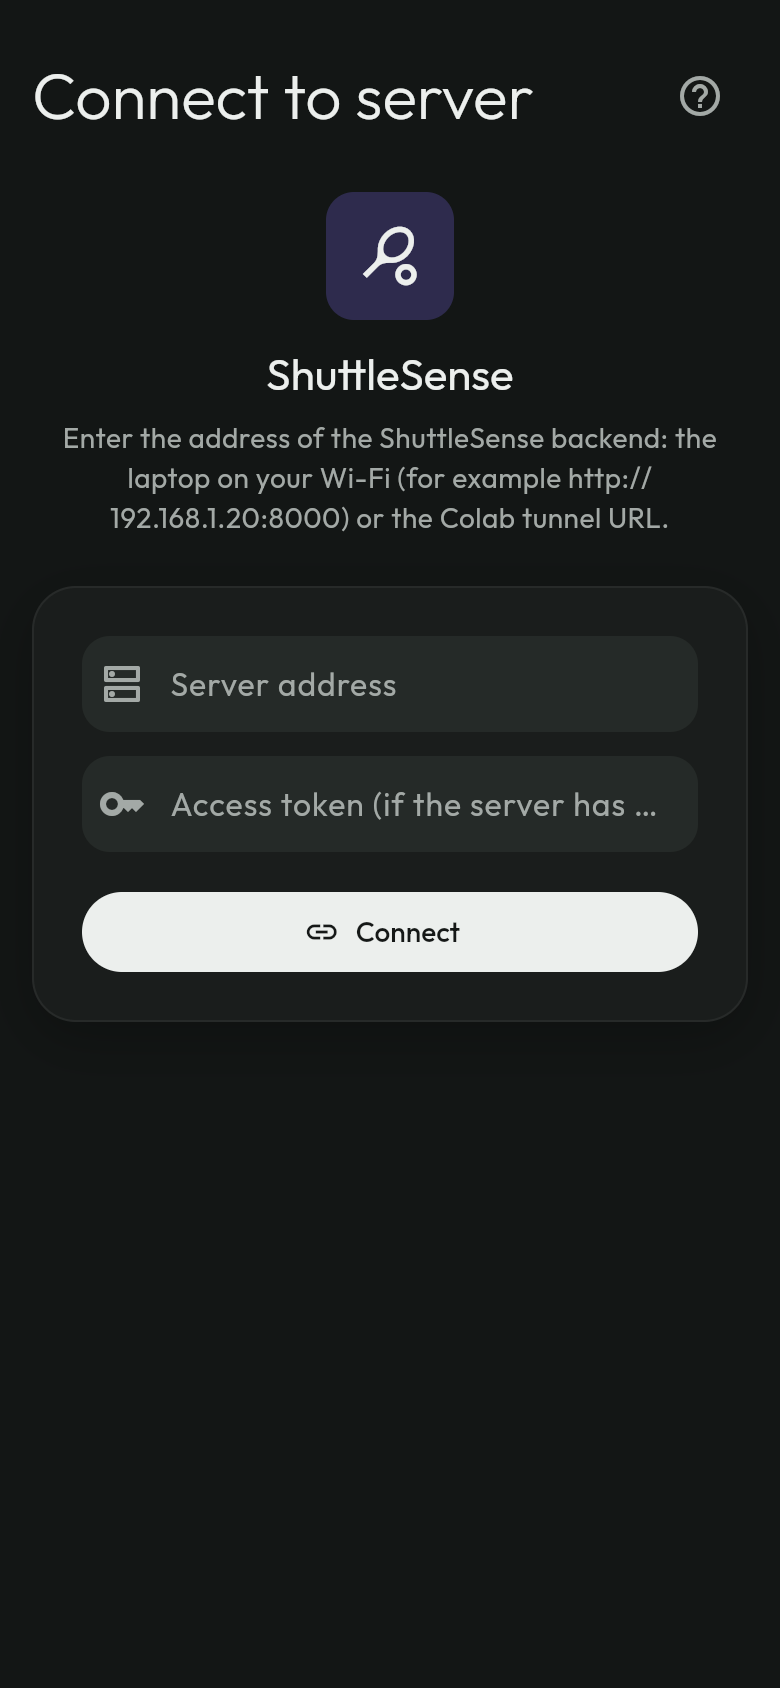 Connect to server
ShuttleSense
Enter the address of the ShuttleSense backend: the
laptop on your Wi-Fi (for example http://
192.168.1.20:8000) or the Colab tunnel URL.
Server address
Access token (if the server has ...
Connect